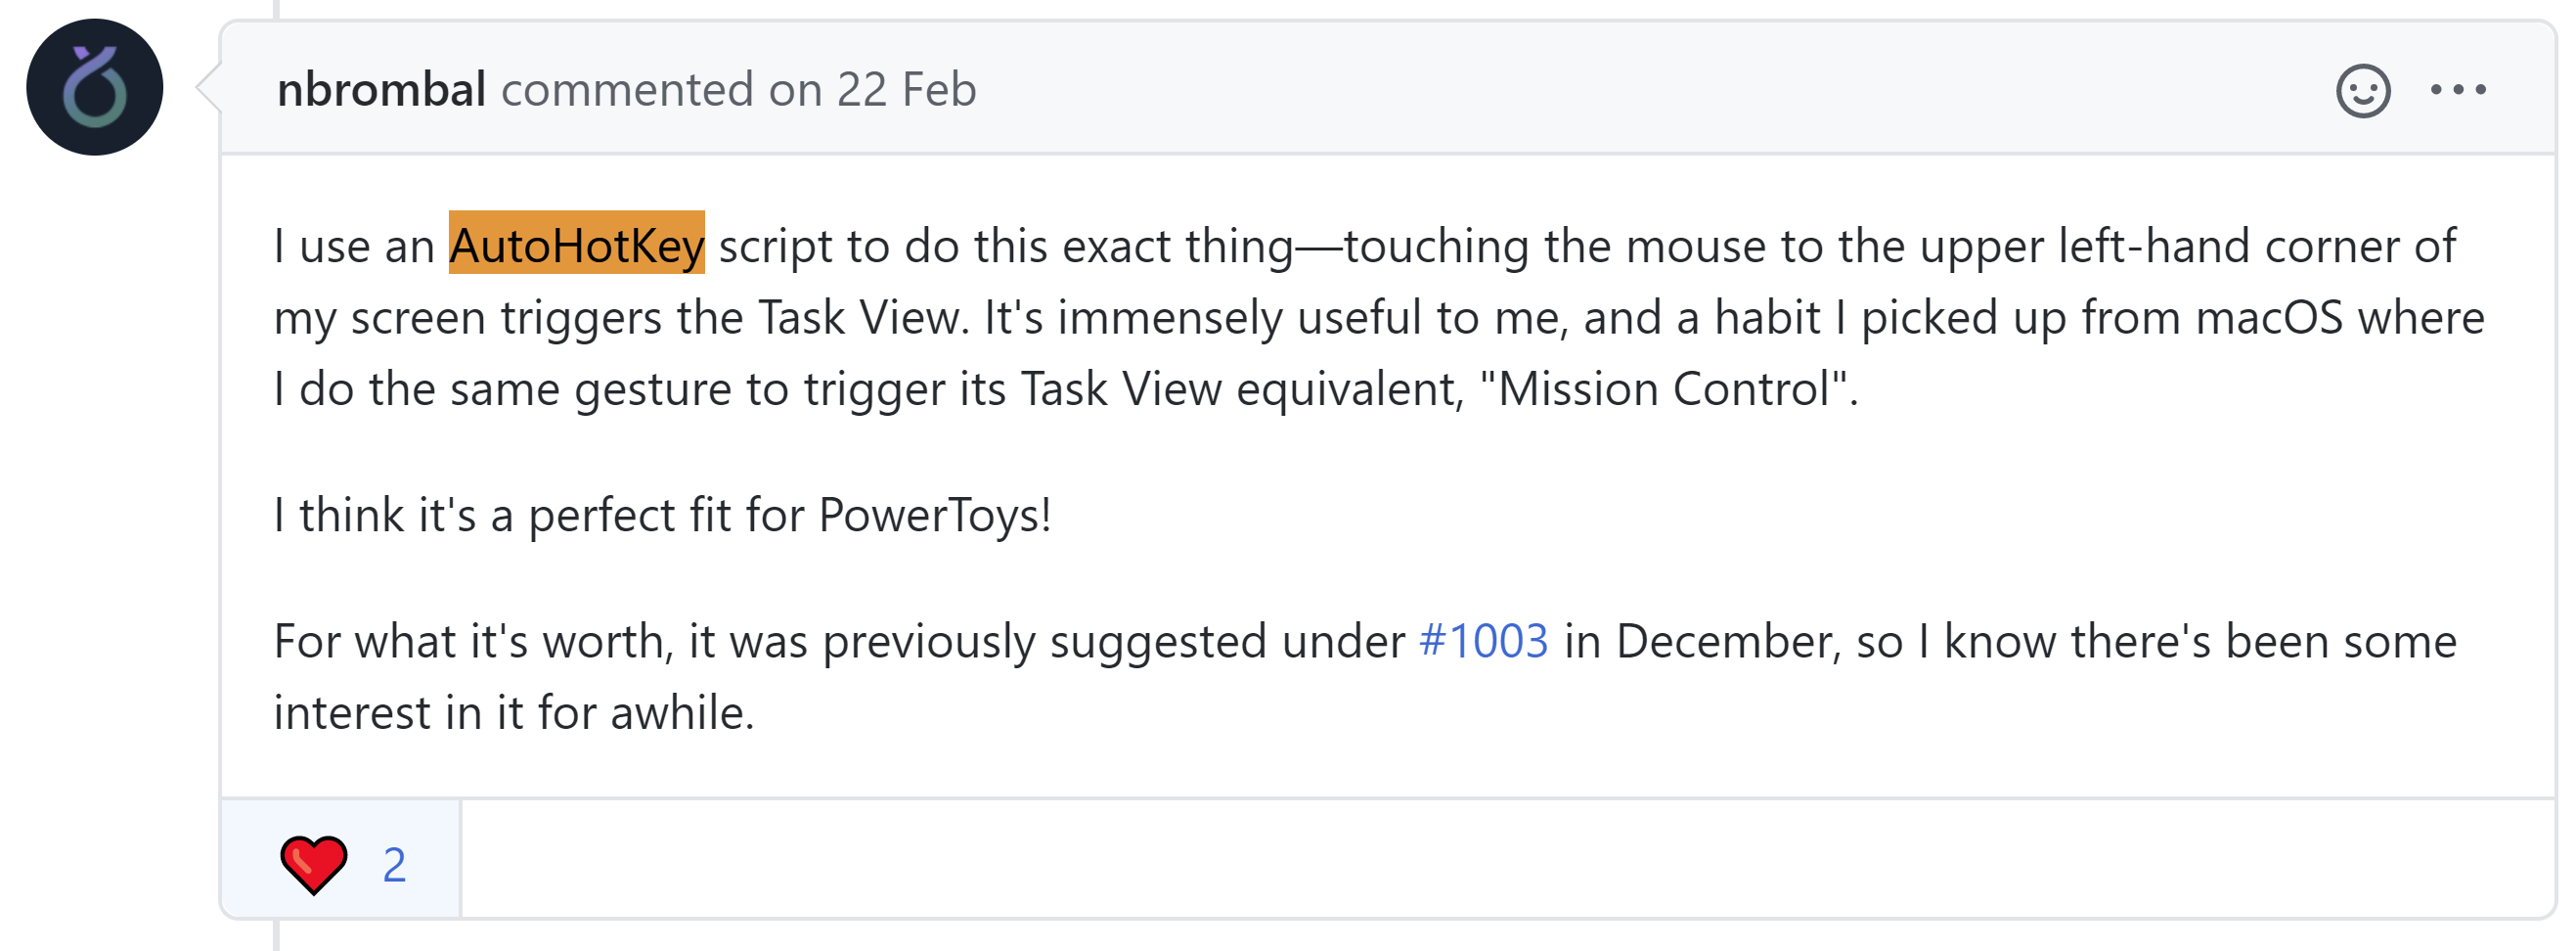 nbrombal commented on 22 Feb
I use an AutoHotKey script to do this exact thing—touching the mouse to the upper left-hand corner of
my screen triggers the Task View. It's immensely useful to me, and a habit I picked up from macOS where
I do the same gesture to trigger its Task View equivalent, "Mission Control".
I think it's a perfect fit for PowerToys!
For what it's worth, it was previously suggested under #1003 in December, so I know there's been some
interest in it for awhile.
2